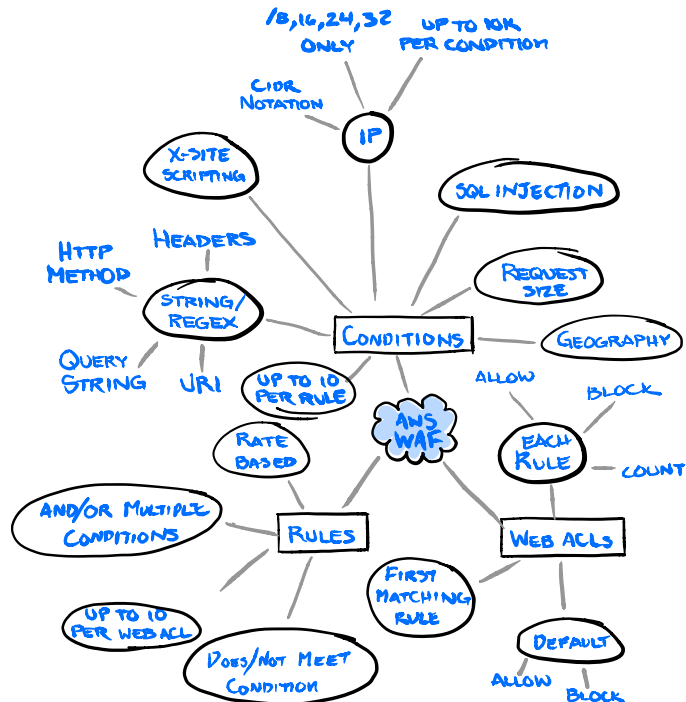 /8,16,24,32
ONLY
UP TO 10K
PER CONDITION
CIDR
NOTATION
IP
X-SITE
SCRIPTING
SQL INJECTION
HEADERS
HTTP
METHOD
STRING/
REGEX
REQUEST
SIZE
CONDITIONS
GEOGRAPHY
QUERY
STRING
URI
UP TO 10
PER RULE
ALLOW
BLOCK
AWS
WAF
RATE
BASED
EACH
RULE
COUNT
AND/OR MULTIPLE
CONDITIONS
RULES
WEB ACLs
FIRST
MATCHING
RULE
UP TO 10
PER WEB ACL
DOES/NOT MEET
CONDITION
DEFAULT
ALLOW
BLOCK